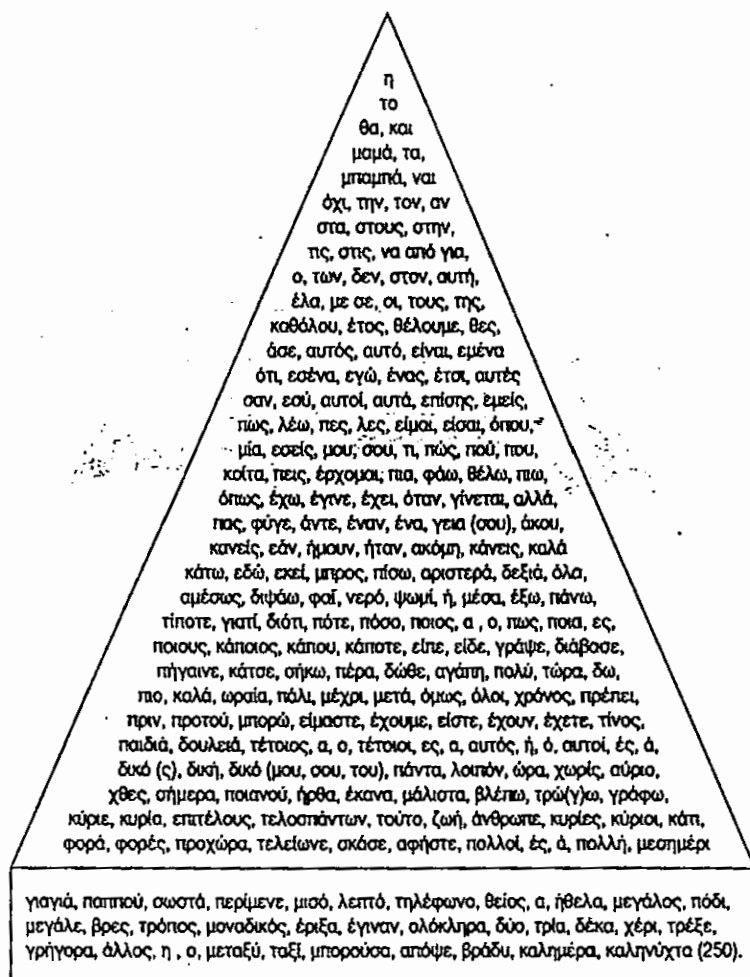 η
το
θα, και
μαμά, τα,
μπαμπά, ναι
όχι, την, τον, αν
στα, στους, στην,
τις, στις, να από για,
ο, των, δεν, στον, αυτή,
έλα, με σε, οι, τους, της,
καθόλου, έτος, θέλουμε, θες,
άσε, αυτός, αυτό, είναι, εμένα
ότι, εσένα, εγώ, ένας, έτσι, αυτές
σαν, εσύ, αυτοί, αυτά, επίσης, εμείς,
πως, λέω, πες, λες, είμαι, είσαι, όπου,
μία, εσείς, μου, σου, τι, πώς, πού, που,
κοίτα, πεις, έρχομαι, πια, φάω, θέλω, πιω,
όπως, έχω, έγινε, έχει, όταν, γίνεται, αλλά
πας, φύγε, άντε, έναν, ένα, γεια (σου), άκου,
κανείς, εάν, ήμουν, ήταν, ακόμη, κάνεις, καλά
κάτω, εδώ, εκεί, μπρος, πίσω, αριστερά, δεξιά, όλα,
αμέσως, διψάω, φαΐ, νερό, ψωμί, ή, μέσα, έξω, πάνω,
τίποτε, γιατί, διότι, πότε, πόσο, ποιος, α , ο, πως, ποια, ες,
ποιους, κάποιος, κάπου, κάποτε, είπε, είδε, γράψε, διάβασε,
πήγαινε, κάτσε, σήκω, πέρα, δώθε, αγάπη, πολύ, τώρα, δω,
πιο, καλά, ωραία, πάλι, μέχρι, μετά, όμως, όλοι, χρόνος, πρέπει,
πριν, προτού, μπορώ, είμαστε, έχουμε, είστε, έχουν, έχετε, τίνος,
παιδιά, δουλειά, τέτοιος, α, ο, τέτοιοι, ες, α, αυτός, ή, ό, αυτοί, ές, ά,
δικό (ς), δική, δικό (μου, σου, του), πάντα, λοιπόν, ώρα, χωρίς, αύριο,
χθες, σήμερα, ποιανού, ήρθα, έκανα, μάλιστα, βλέπω, τρώ(γ)ω, γράφω,
κύριε, κυρία, επιτέλους, τελοσπάντων, τούτο, ζωή, άνθρωπε, κυρίες, κύριοι, κάτι,
φορά, φορές, προχώρα, τελείωνε, σκάσε, αφήστε, πολλοί, ές, ά, πολλή, μεσημέρι
γιαγιά, παππού, σωστά, περίμενε, μισό, λεπτό, τηλέφωνο, θείος, α, ήθελα, μεγάλος, πόδι,
μεγάλε, βρες, τρόπος, μοναδικός, έριξα, έγιναν, ολόκληρα, δύο, τρία, δέκα, χέρι, τρέξε,
γρήγορα, άλλος, η , ο, μεταξύ, ταξί, μπορούσα, απόψε, βράδυ, καλημέρα, καληνύχτα (250).